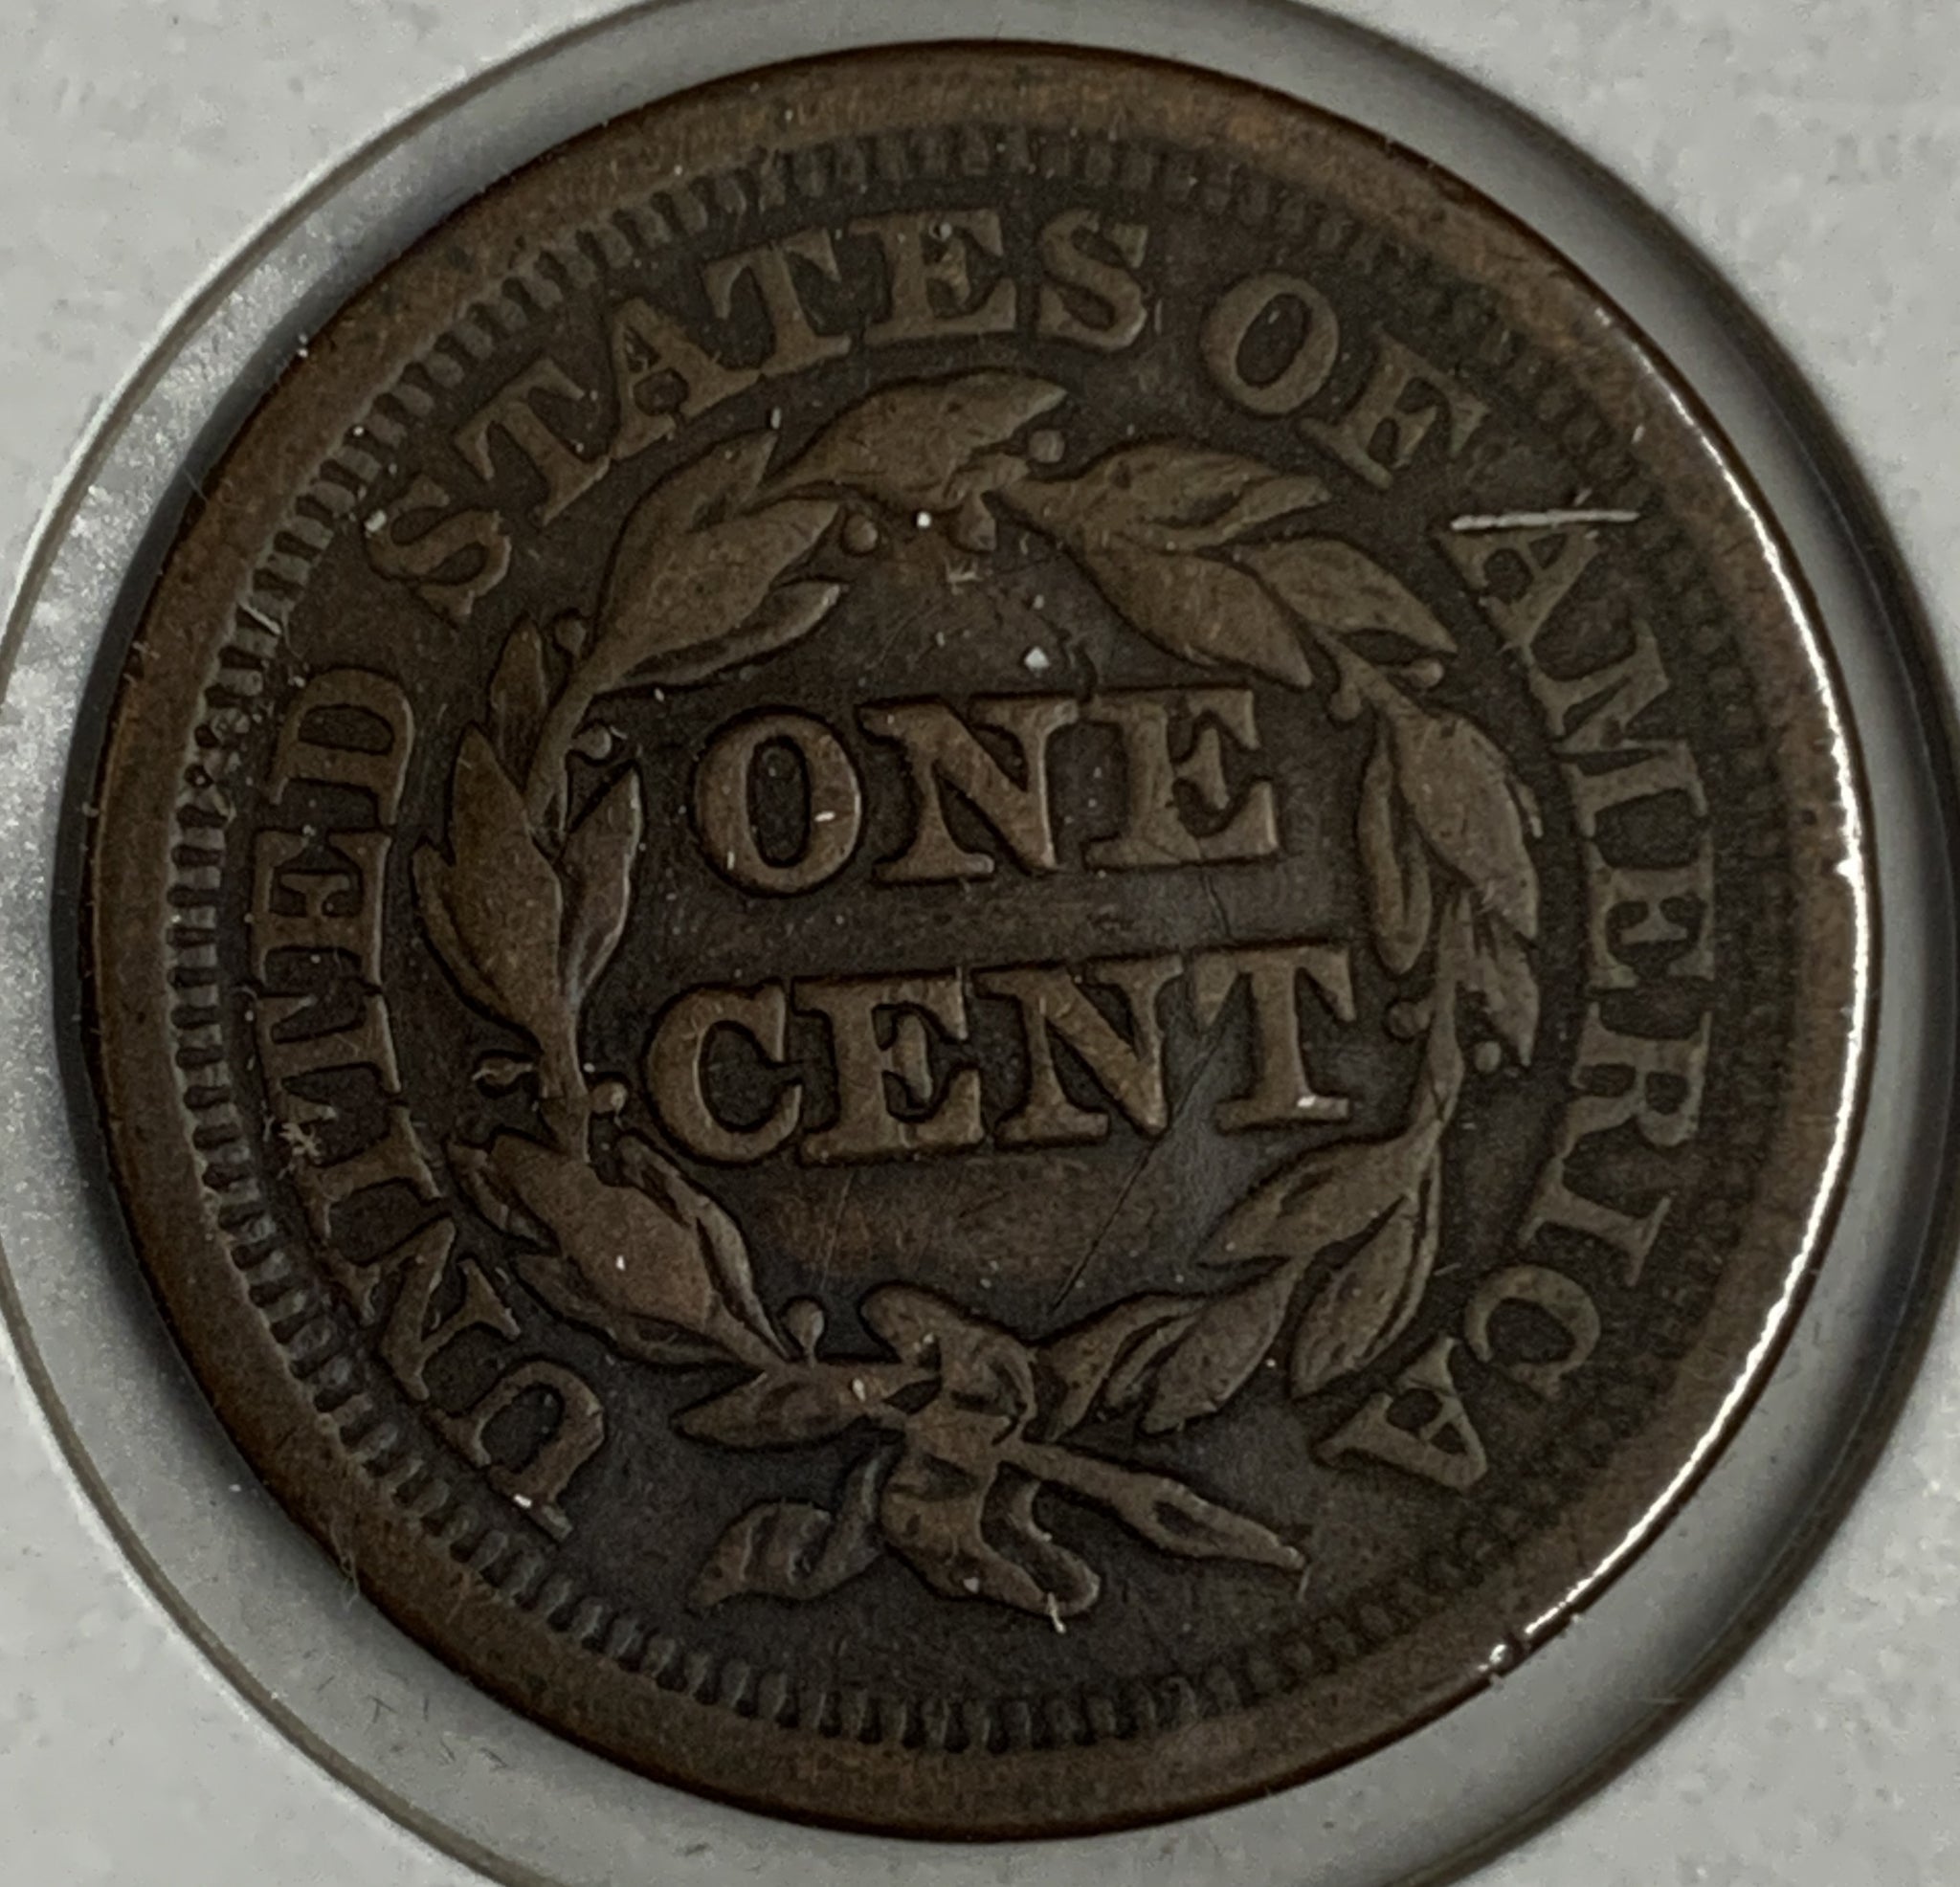 UNITED STATES OF AMERICA
ONE
CENT